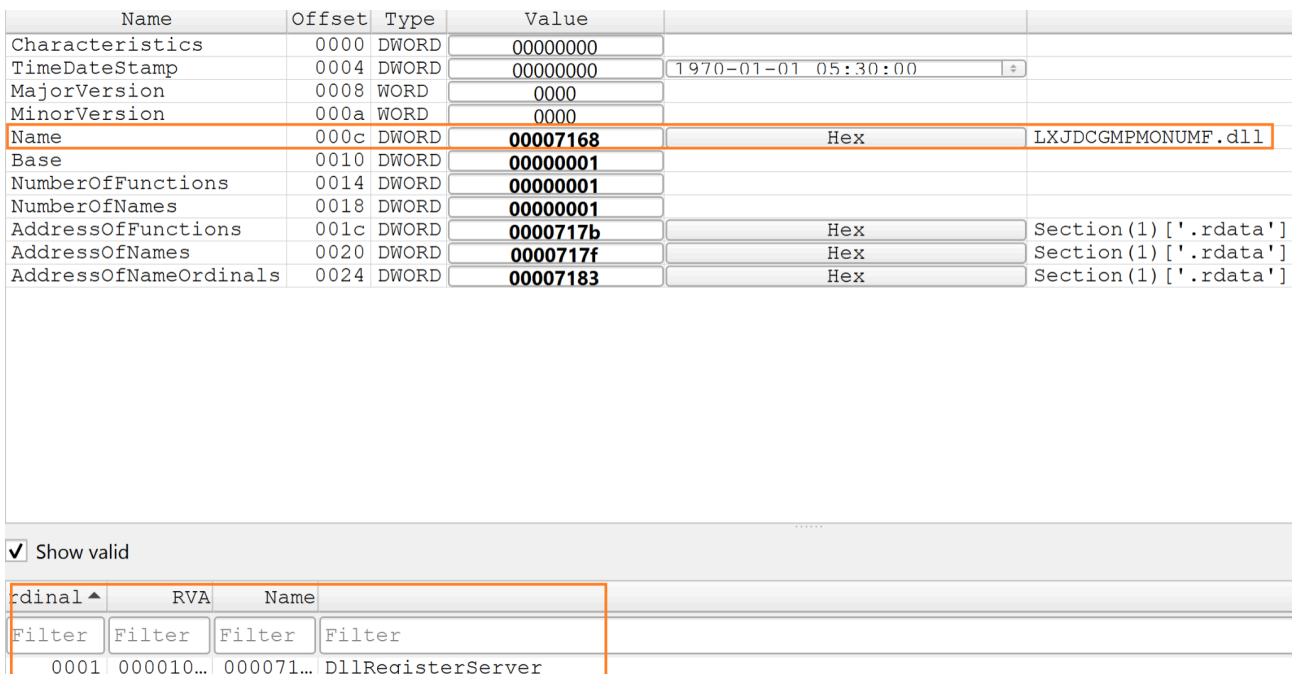 Name Offset Type Value
Characteristics 0000 DWORD 00000000
TimeDateStamp 0004 DWORD 00000000 1970-01-01 05:30:00
MajorVersion 0008 WORD 0000
MinorVersion 000a WORD 0000
Name 000c DWORD 00007168 Hex LXJDCGMPMONUMF.dll
Base 0010 DWORD 00000001
NumberOfFunctions 0014 DWORD 00000001
NumberOfNames 0018 DWORD 00000001
AddressOfFunctions 001c DWORD 0000717b Hex Section(1)['.rdata']
AddressOfNames 0020 DWORD 0000717f Hex Section(1)['.rdata']
AddressOfNameOrdinals 0024 DWORD 00007183 Hex Section(1)['.rdata']
Show valid
rdinal RVA Name
Filter Filter Filter Filter
0001 000010… 000071… DllRegisterServer